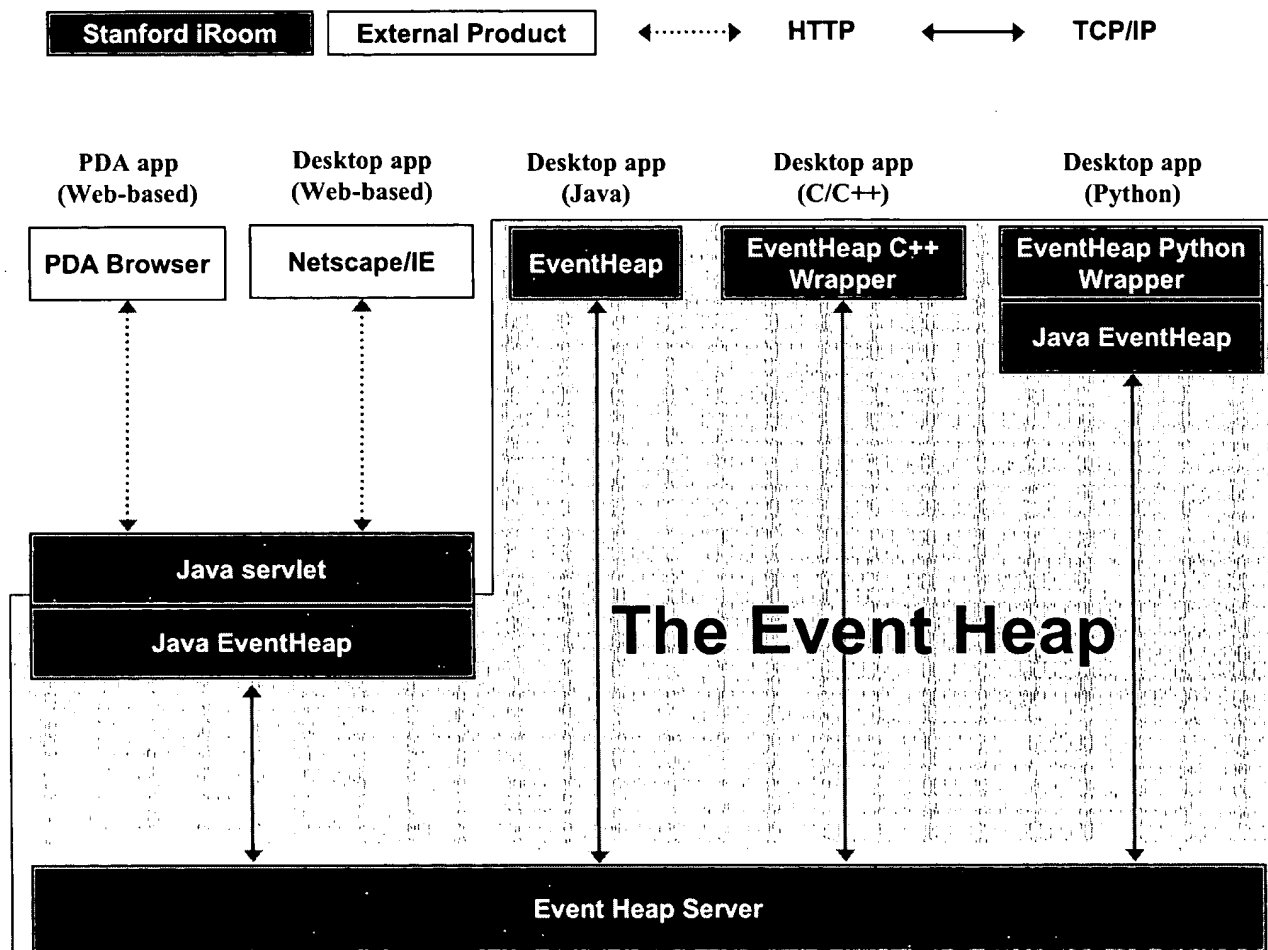 Stanford iRoom
External Product
HTTP
TCP/IP
PDA app
(Web-based)
Desktop app
(Web-based)
Desktop app
(Java)
Desktop app
(C/C++)
Desktop app
(Python)
PDA Browser
Netscape/IE
EventHeap
EventHeap C++
Wrapper
EventHeap Python
Wrapper
Java EventHeap
Java servlet
Java EventHeap
The Event Heap
Event Heap Server